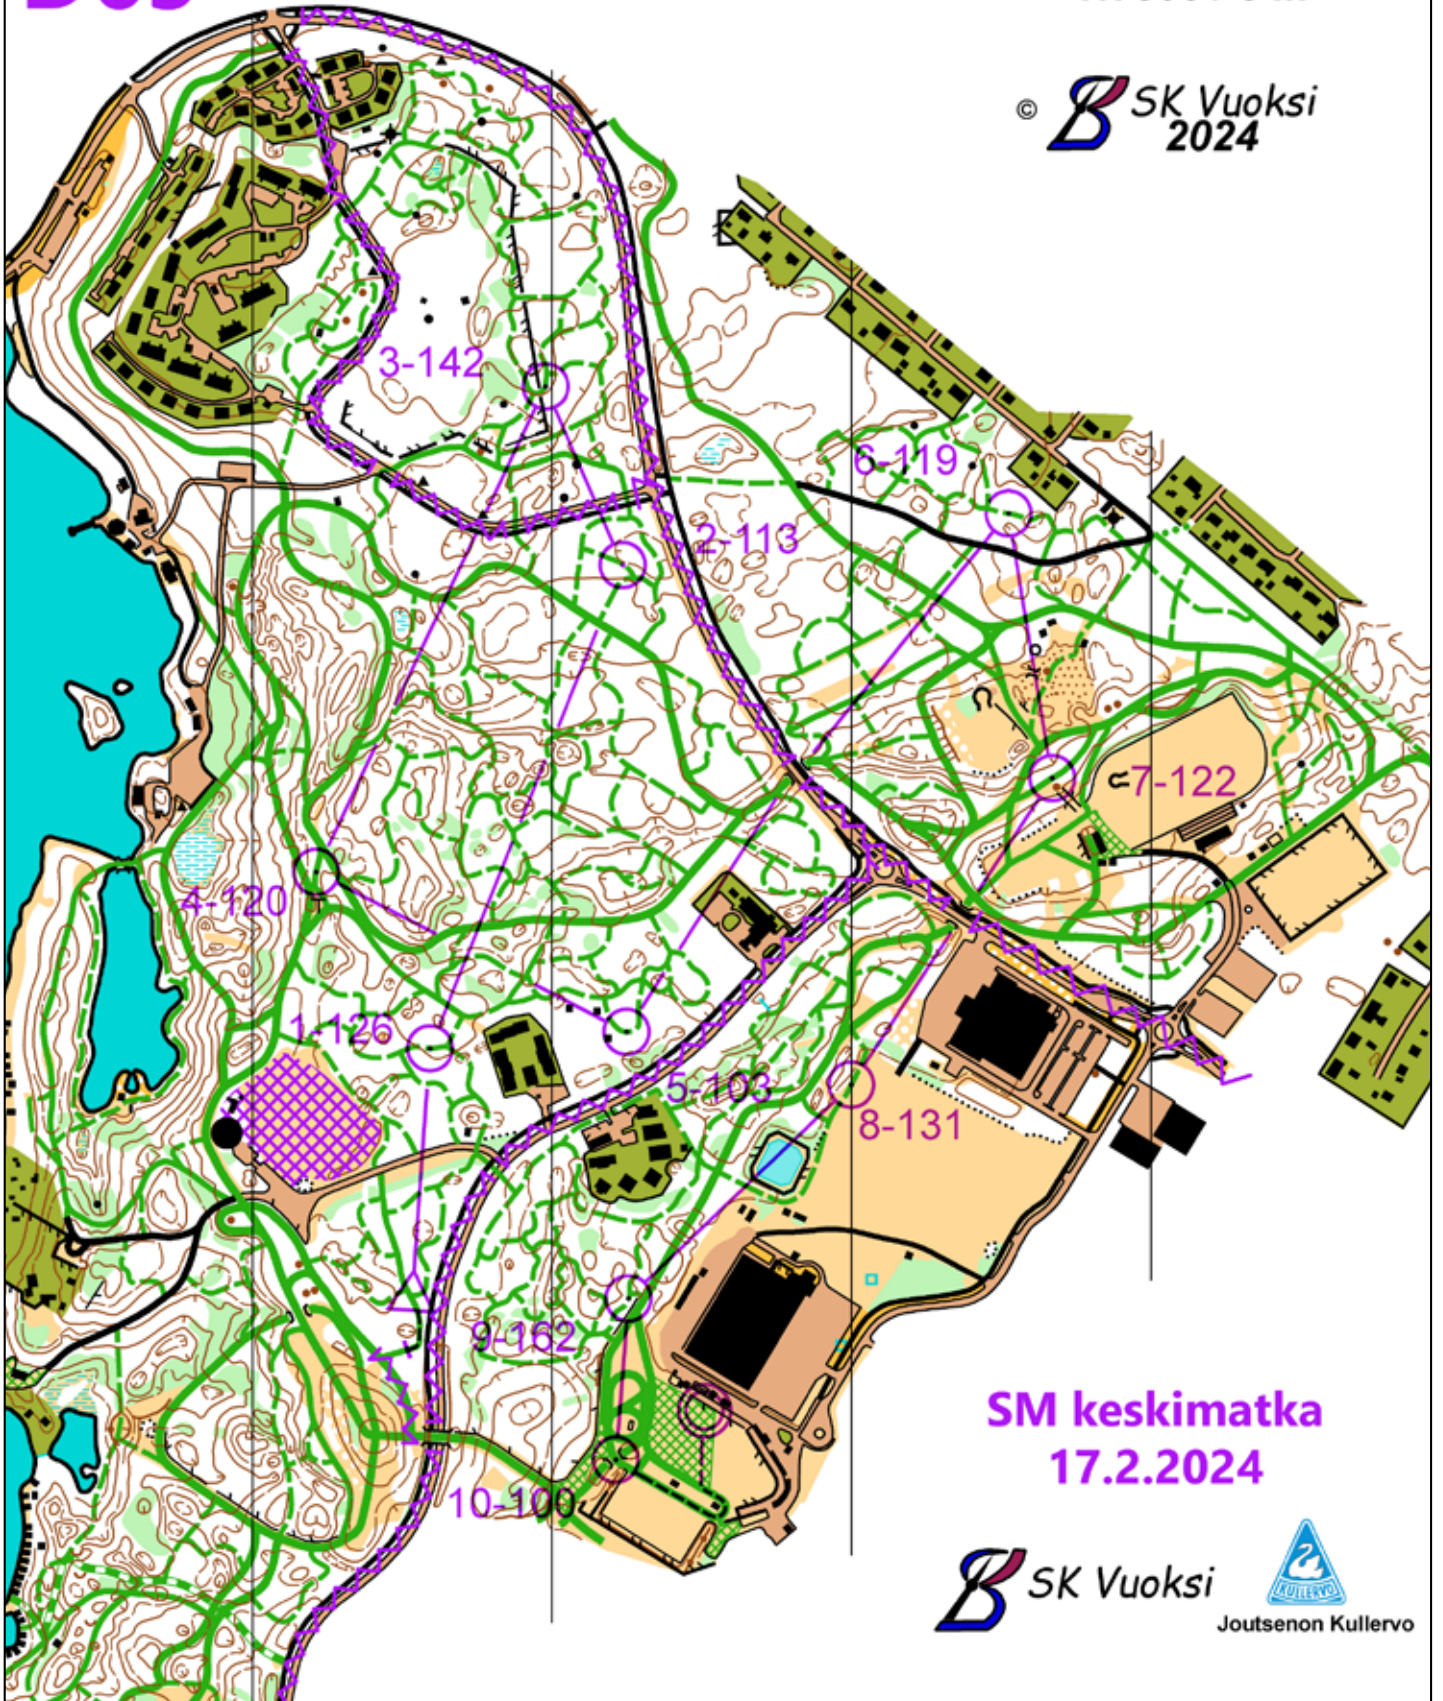 © SK Vuoksi
2024
3-142
6-119
2-113
7-122
4-120
1-126
5-103
8-131
9-162
SM keskimatka
17.2.2024
10-100
SK Vuoksi
KULLERVO
Joutsenon Kullervo